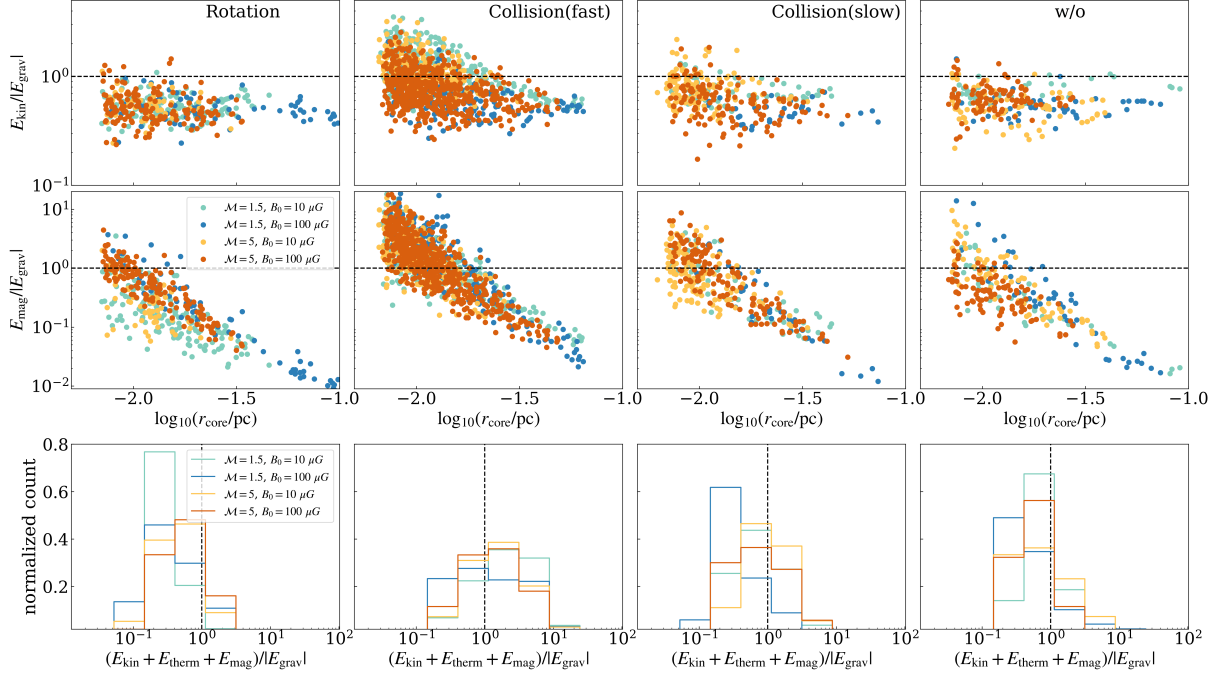 Rotation
Collision(fast)
Collision(slow)
w/o
E_kin/|E_grav|
10^0
10^-1
E_mag/|E_grav|
10^1
10^0
10^-1
10^-2
ℳ = 1.5, B_0 = 10 μG
ℳ = 1.5, B_0 = 100 μG
ℳ = 5, B_0 = 10 μG
ℳ = 5, B_0 = 100 μG
−2.0 −1.5 −1.0
−2.0 −1.5 −1.0
−2.0 −1.5 −1.0
−2.0 −1.5 −1.0
log_10(r_core/pc)
log_10(r_core/pc)
log_10(r_core/pc)
log_10(r_core/pc)
normalized count
0.8
0.6
0.4
0.2
ℳ = 1.5, B_0 = 10 μG
ℳ = 1.5, B_0 = 100 μG
ℳ = 5, B_0 = 10 μG
ℳ = 5, B_0 = 100 μG
10^-1 10^0 10^1 10^2
10^-1 10^0 10^1 10^2
10^-1 10^0 10^1 10^2
10^-1 10^0 10^1 10^2
(E_kin + E_therm + E_mag)/|E_grav|
(E_kin + E_therm + E_mag)/|E_grav|
(E_kin + E_therm + E_mag)/|E_grav|
(E_kin + E_therm + E_mag)/|E_grav|